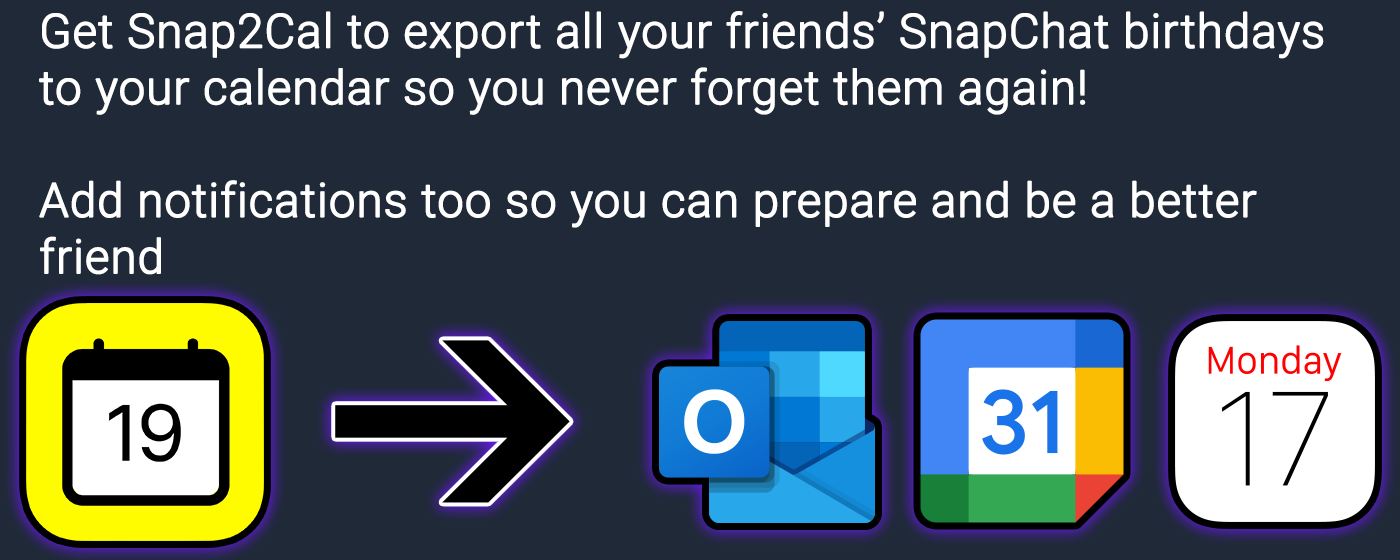 Get Snap2Cal to export all your friends’ SnapChat birthdays
to your calendar so you never forget them again!
Add notifications too so you can prepare and be a better
friend
19
O
31
Monday
17